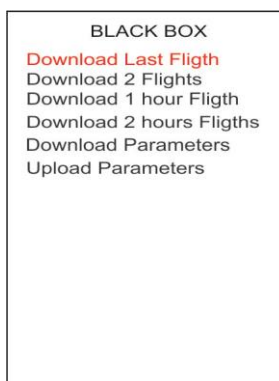 BLACK BOX
Download Last Fligth
Download 2 Flights
Download 1 hour Fligth
Download 2 hours Fligths
Download Parameters
Upload Parameters